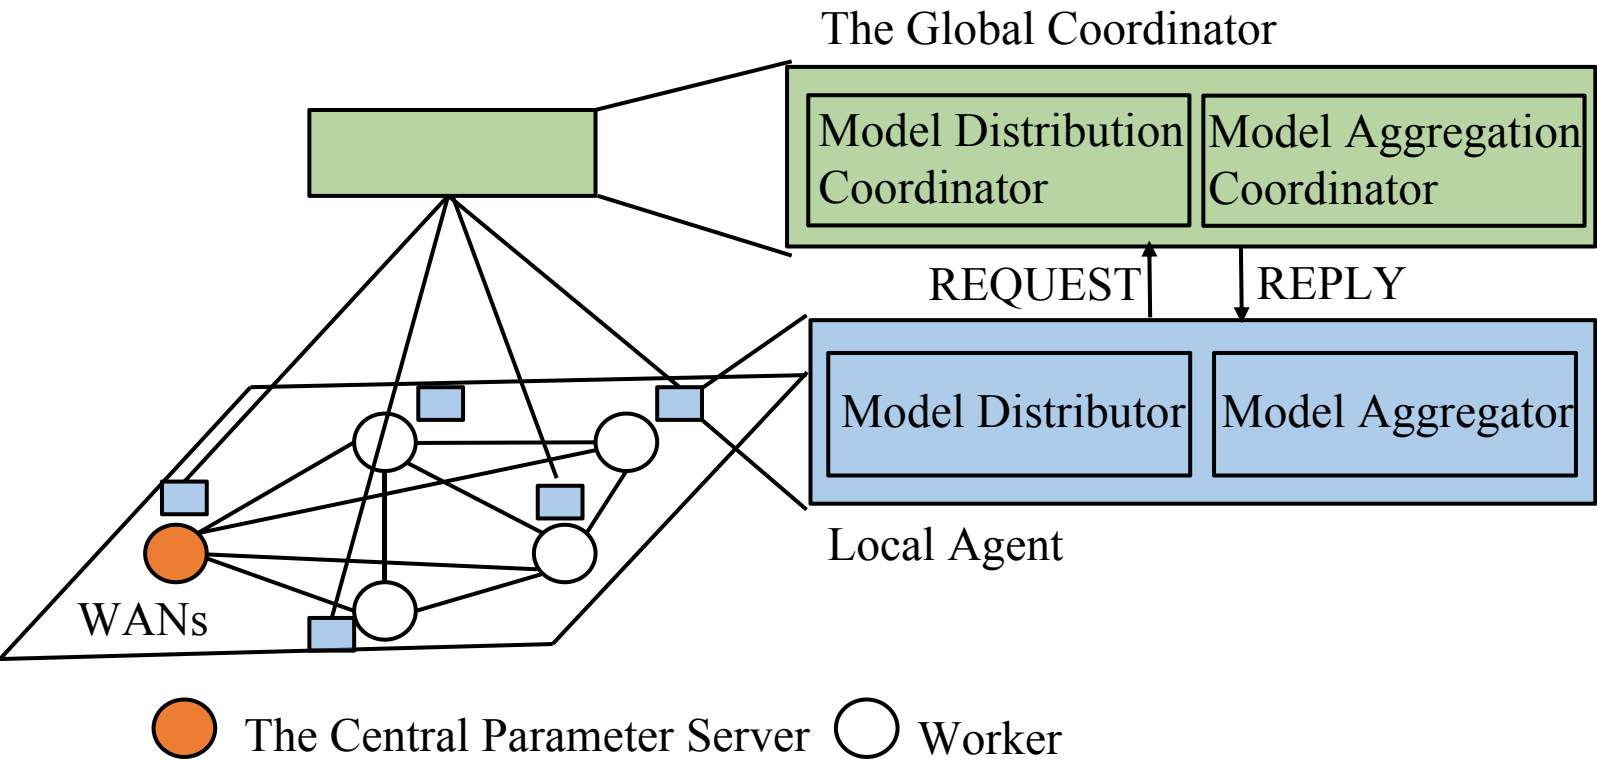 The Global Coordinator
Model Distribution
Coordinator
Model Aggregation
Coordinator
REQUEST
REPLY
Model Distributor
Model Aggregator
Local Agent
WANs
The Central Parameter Server
Worker